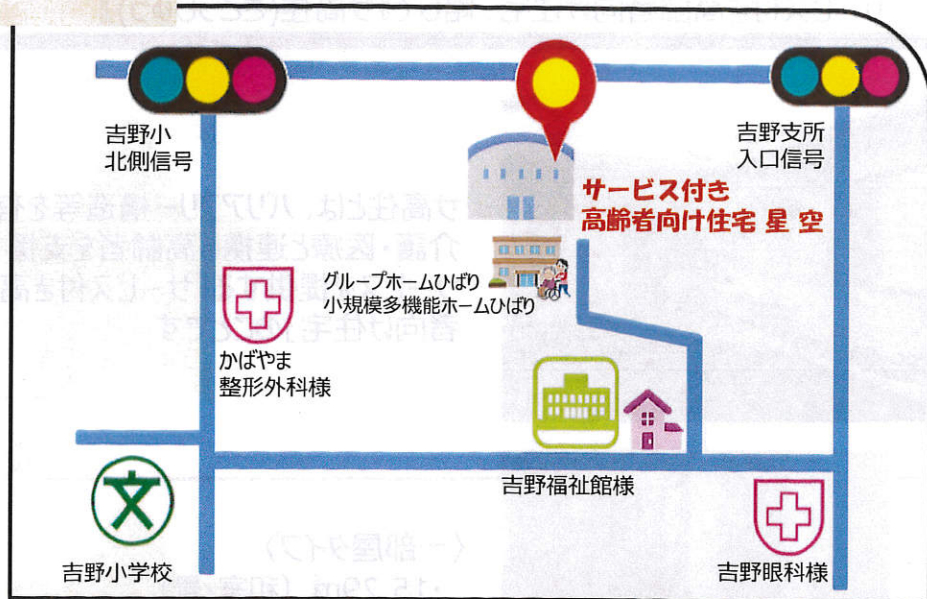 吉野小
北側信号
吉野支所
入口信号
サービス付き
高齢者向け住宅 星 空
グループホームひばり
小規模多機能ホームひばり
かばやま
整形外科様
文
吉野福祉館様
吉野小学校
吉野眼科様